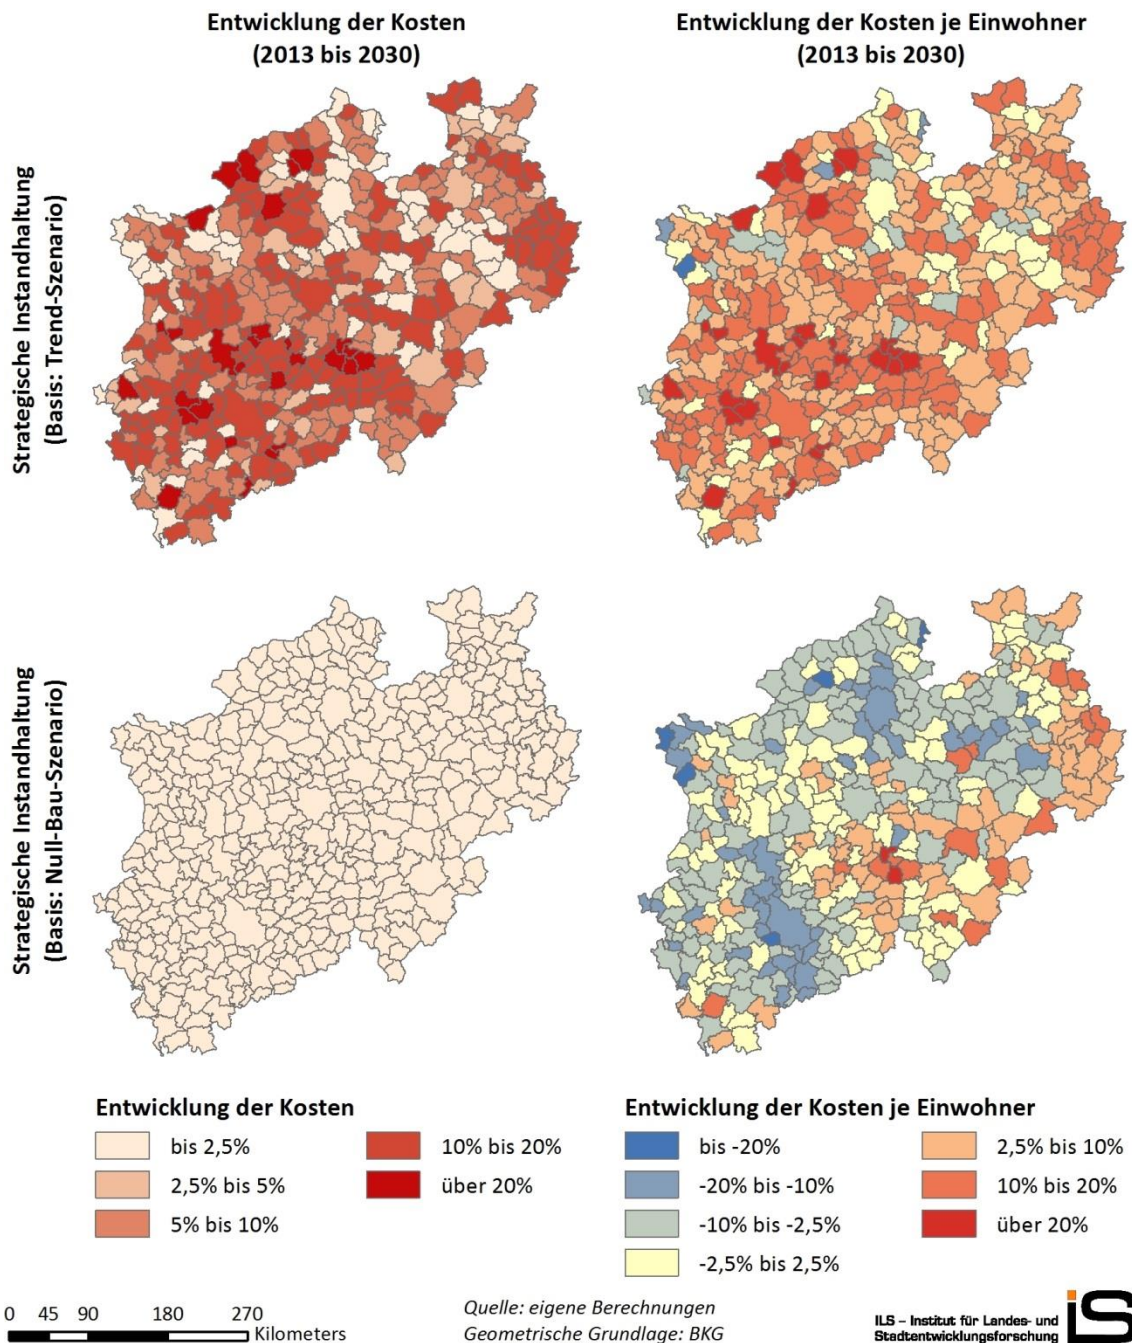 Entwicklung der Kosten
(2013 bis 2030)
Entwicklung der Kosten je Einwohner
(2013 bis 2030)
Strategische Instandhaltung
(Basis: Trend-Szenario)
Strategische Instandhaltung
(Basis: Null-Bau-Szenario)
Entwicklung der Kosten
bis 2,5%
2,5% bis 5%
5% bis 10%
10% bis 20%
über 20%
Entwicklung der Kosten je Einwohner
bis -20%
-20% bis -10%
-10% bis -2,5%
-2,5% bis 2,5%
2,5% bis 10%
10% bis 20%
über 20%
0 45 90 180 270
Kilometers
Quelle: eigene Berechnungen
Geometrische Grundlage: BKG
ILS – Institut für Landes- und
Stadtentwicklungsforschung
ils